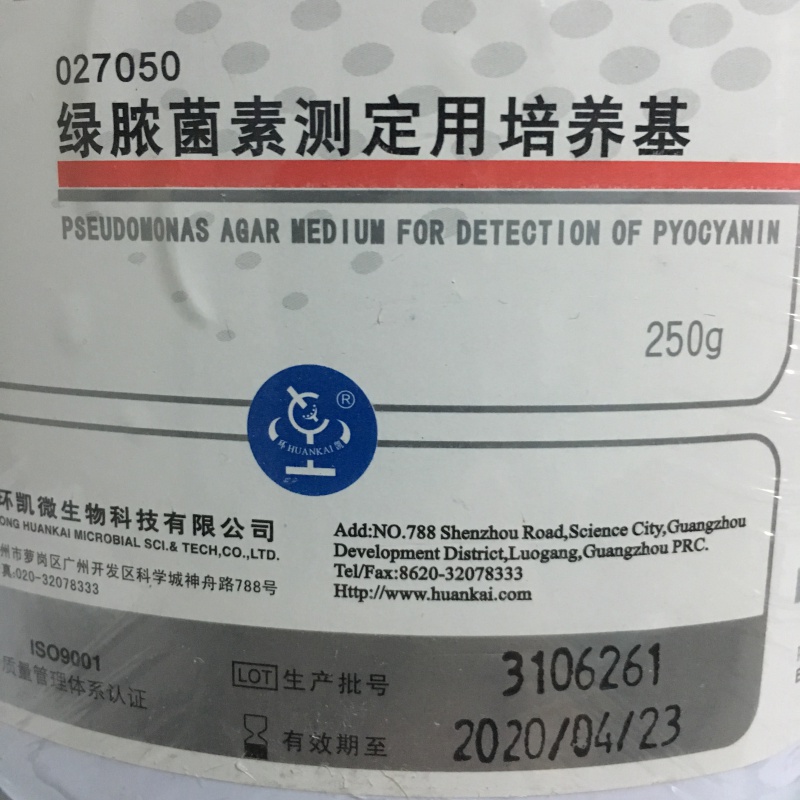 027050
绿脓菌素测定用培养基
PSEUDOMONAS AGAR MEDIUM FOR DETECTION OF PYOCYANIN
250g
®
环 HUANKAI 凯
环凯微生物科技有限公司
ONG HUANKAI MICROBIAL SCI.& TECH,CO.,LTD.
州市萝岗区广州开发区科学城神舟路788号
真:020-32078333
Add:NO.788 Shenzhou Road,Science City,Guangzhou
Development District,Luogang,Guangzhou PRC.
Tel/Fax:8620-32078333
Http://www.huankai.com
ISO9001
质量管理体系认证
LOT 生产批号 3106261
有效期至 2020/04/23